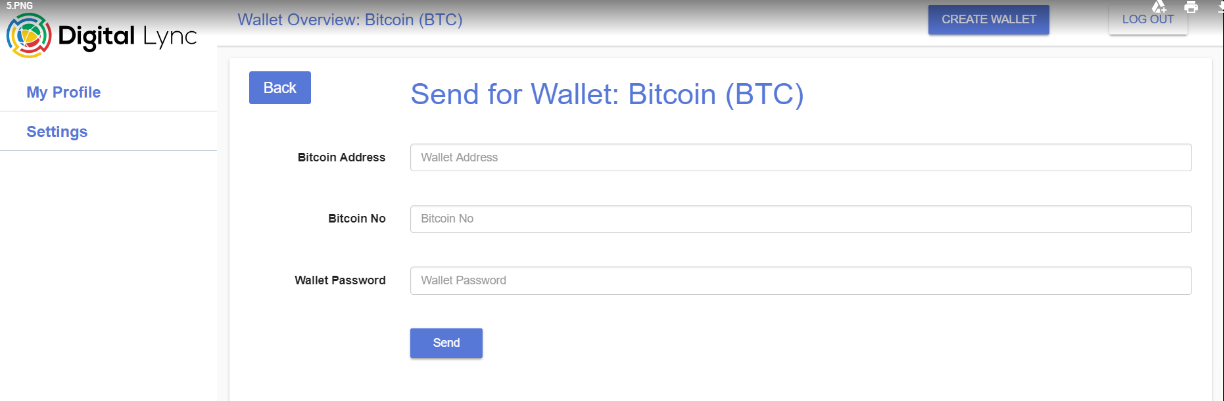 5.PNG
Digital Lync
Wallet Overview: Bitcoin (BTC)
CREATE WALLET
LOG OUT
My Profile
Settings
Back
Send for Wallet: Bitcoin (BTC)
Bitcoin Address
Wallet Address
Bitcoin No
Bitcoin No
Wallet Password
Wallet Password
Send